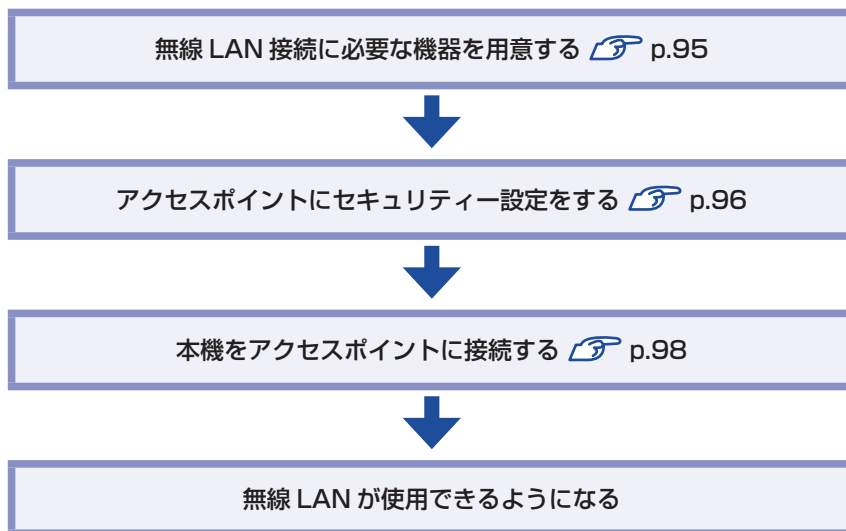 無線 LAN 接続に必要な機器を用意する p.95
アクセスポイントにセキュリティー設定をする p.96
本機をアクセスポイントに接続する p.98
無線 LAN が使用できるようになる